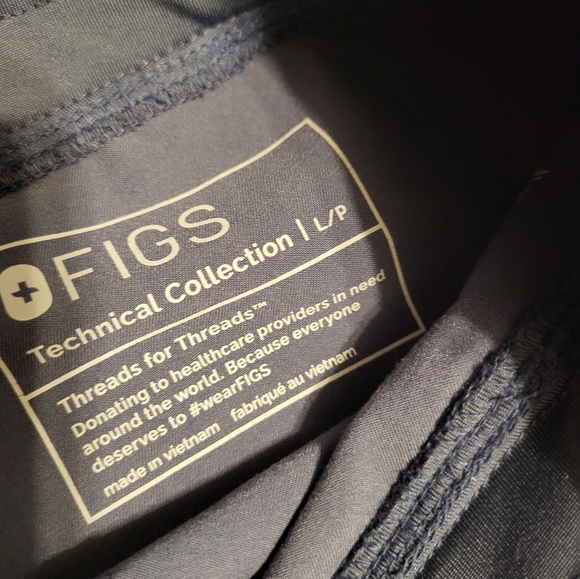 FIGS
Technical Collection | L/P
Threads for Threads™
Donating to healthcare providers in need
around the world. Because everyone
deserves to #wearFIGS
made in vietnam fabriqué au vietnam